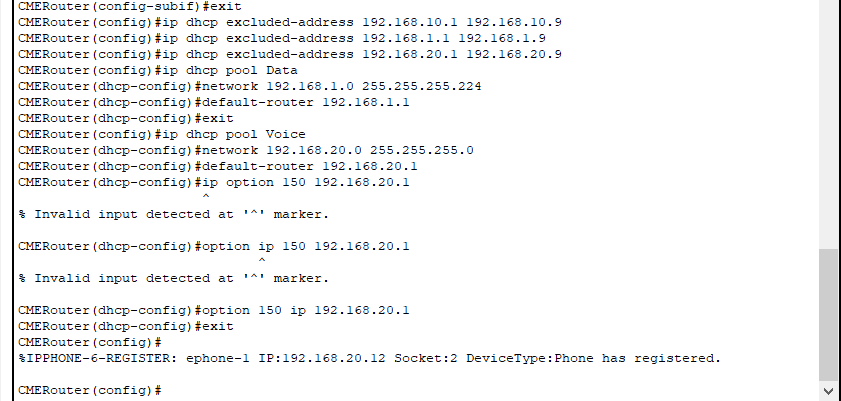 CMERouter(config-subif)#exit
CMERouter(config)#ip dhcp excluded-address 192.168.10.1 192.168.10.9
CMERouter(config)#ip dhcp excluded-address 192.168.1.1 192.168.1.9
CMERouter(config)#ip dhcp excluded-address 192.168.20.1 192.168.20.9
CMERouter(config)#ip dhcp pool Data
CMERouter(dhcp-config)#network 192.168.1.0 255.255.255.224
CMERouter(dhcp-config)#default-router 192.168.1.1
CMERouter(dhcp-config)#exit
CMERouter(config)#ip dhcp pool Voice
CMERouter(dhcp-config)#network 192.168.20.0 255.255.255.0
CMERouter(dhcp-config)#default-router 192.168.20.1
CMERouter(dhcp-config)#ip option 150 192.168.20.1
^
% Invalid input detected at '^' marker.
CMERouter(dhcp-config)#option ip 150 192.168.20.1
^
% Invalid input detected at '^' marker.
CMERouter(dhcp-config)#option 150 ip 192.168.20.1
CMERouter(dhcp-config)#exit
CMERouter(config)#
%IPPHONE-6-REGISTER: ephone-1 IP:192.168.20.12 Socket:2 DeviceType:Phone has registered.
CMERouter(config)#